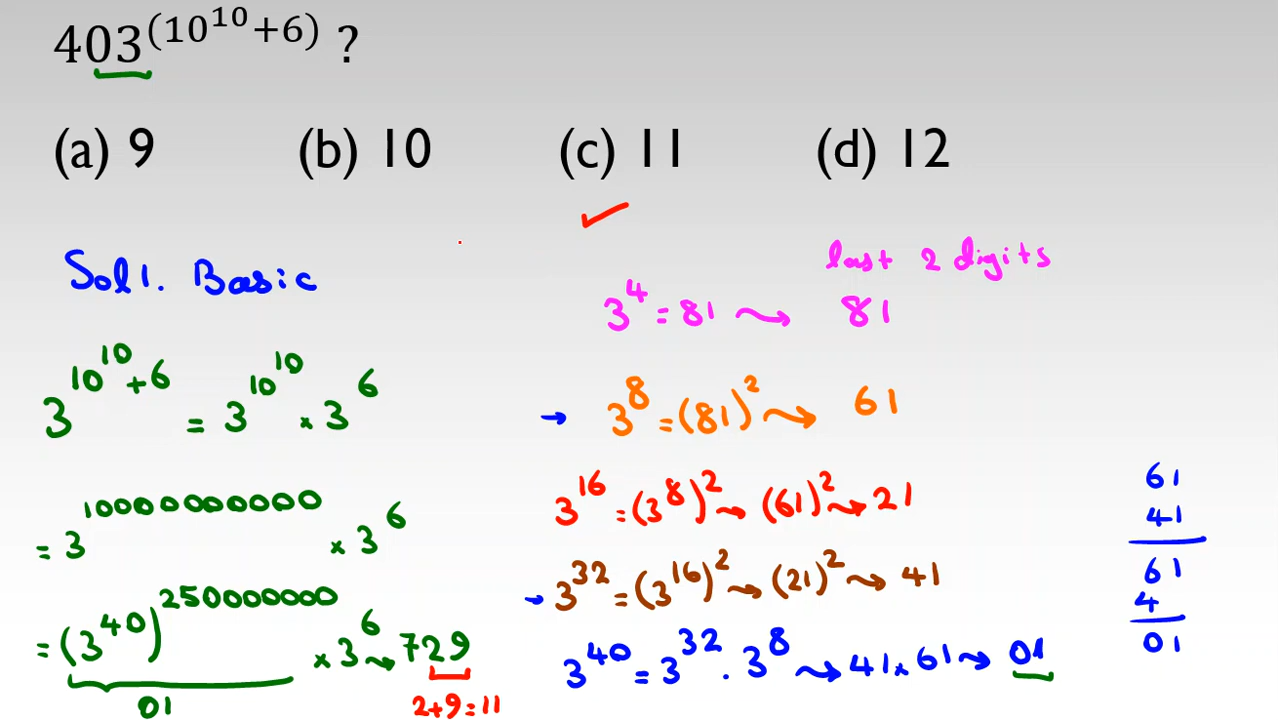 403^(10^10+6) ?
(a) 9 (b) 10 (c) 11 (d) 12
Sol 1. Basic
3^10^10+6 = 3^10^10 × 3^6
= 3^10000000000 × 3^6
= (3^40)^250000000 × 3^6 → 729
01
2+9=11
last 2 digits
3^4 = 81 → 81
→ 3^8 = (81)^2 → 61
3^16 = (3^8)^2 → (61)^2 → 21
→ 3^32 = (3^16)^2 → (21)^2 → 41
3^40 = 3^32 . 3^8 → 41 × 61 → 01
61
41
61
4
01